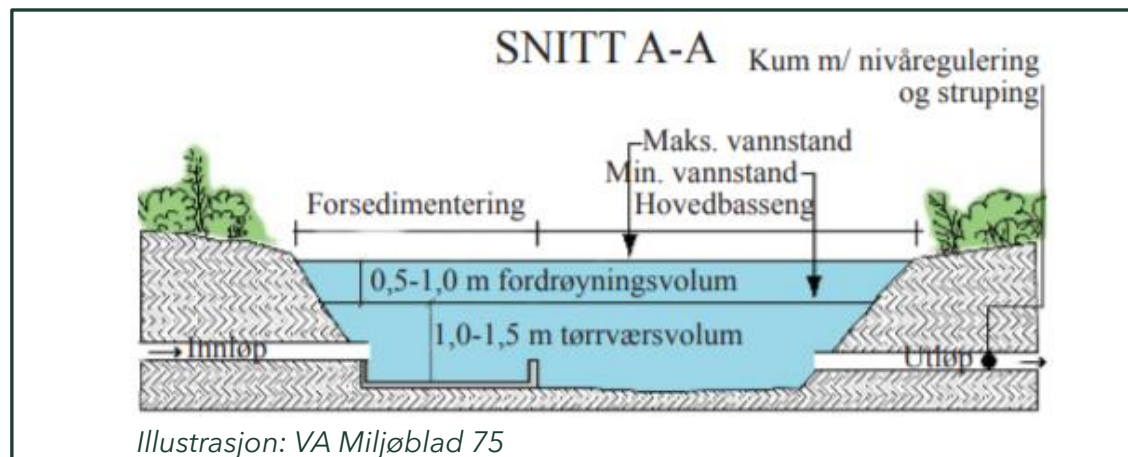 SNITT A-A
Kum m/ nivåregulering
og struping
Maks. vannstand
Min. vannstand
Forsedimentering
Hovedbasseng
0,5-1,0 m fordrøyningsvolum
1,0-1,5 m tørrværsvolum
Innløp
Utløp
Illustrasjon: VA Miljøblad 75